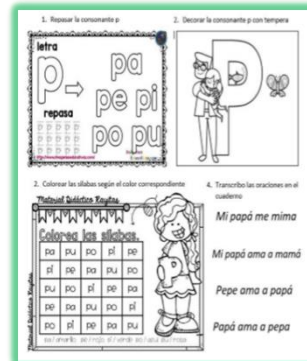 1. Repasar la consonante p
2. Decorar la consonante p con tempera
letra
p
pa
pe pi
po pu
repasa
P
2. Colorear las sílabas según el color correspondiente
Material Didáctico Kaylas
Colorea las sílabas.
pa pu po pi pe
pi pe pa pu po
pu po pi pe pa
pe pa pu po pi
po pi pe pa pu
4. Transcribo las oraciones en el
cuaderno
Mi papá me mima
Mi papá ama a mamá
Pepe ama a papá
Papá ama a pepa